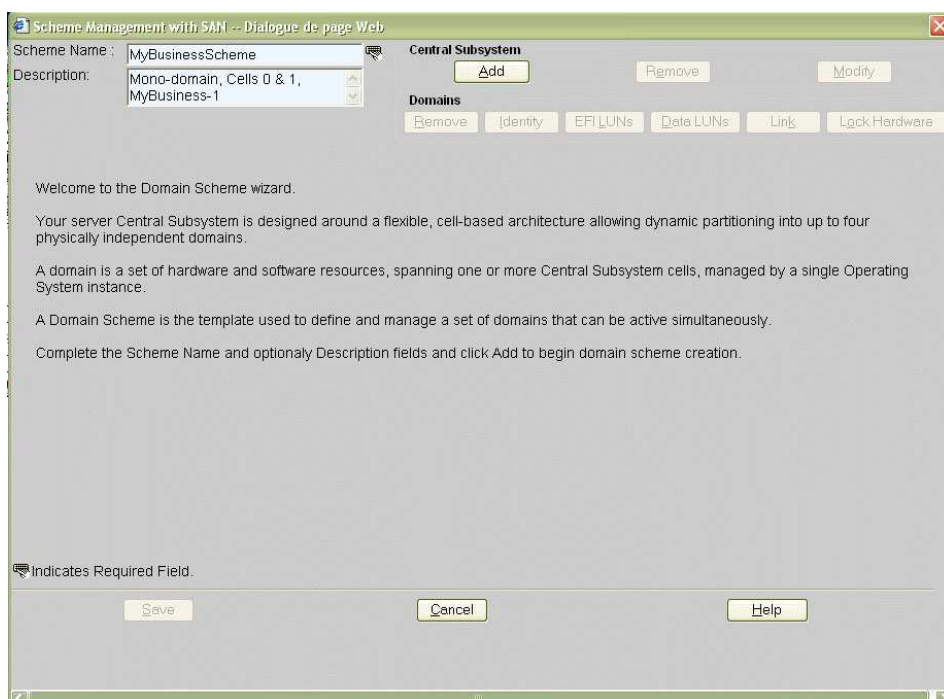 Scheme Management with SAN -- Dialogue de page Web
Scheme Name :
MyBusinessScheme
Description:
Mono-domain, Cells 0 & 1,
MyBusiness-1
Central Subsystem
Add
Remove
Modify
Domains
Remove
Identity
EFI LUNs
Data LUNs
Link
Lock Hardware
Welcome to the Domain Scheme wizard.
Your server Central Subsystem is designed around a flexible, cell-based architecture allowing dynamic partitioning into up to four
physically independent domains.
A domain is a set of hardware and software resources, spanning one or more Central Subsystem cells, managed by a single Operating
System instance.
A Domain Scheme is the template used to define and manage a set of domains that can be active simultaneously.
Complete the Scheme Name and optionaly Description fields and click Add to begin domain scheme creation.
Indicates Required Field.
Save
Cancel
Help